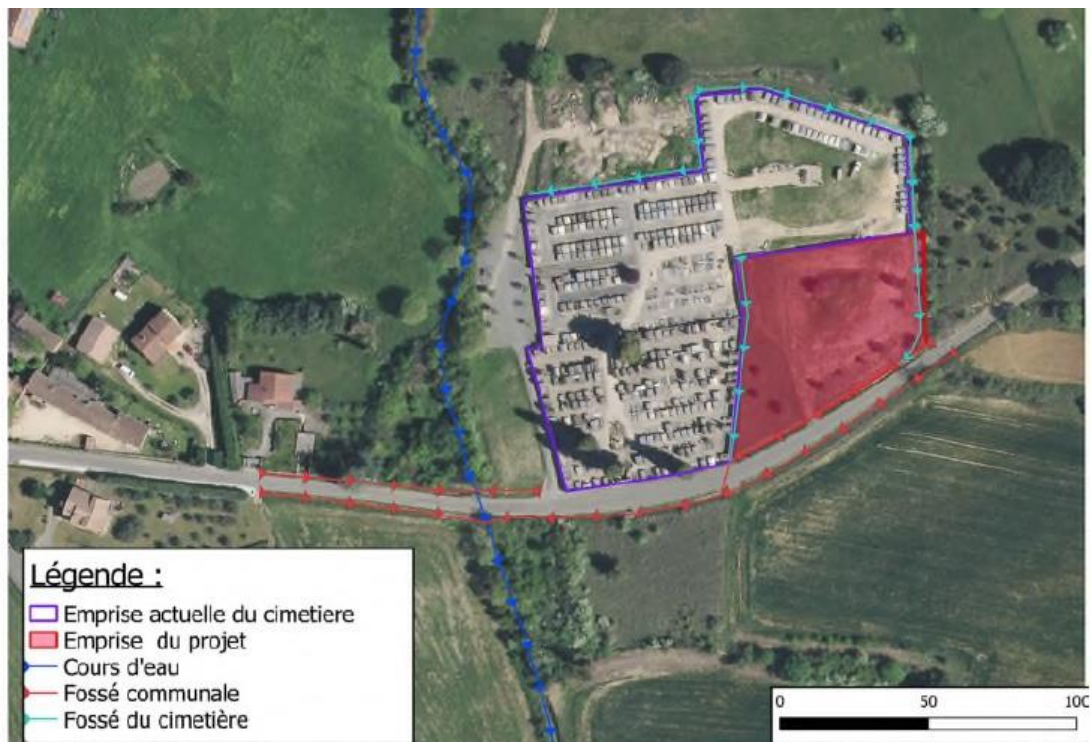 Légende :
Emprise actuelle du cimetiere
Emprise du projet
Cours d'eau
Fossé communale
Fossé du cimetière
0 50 100